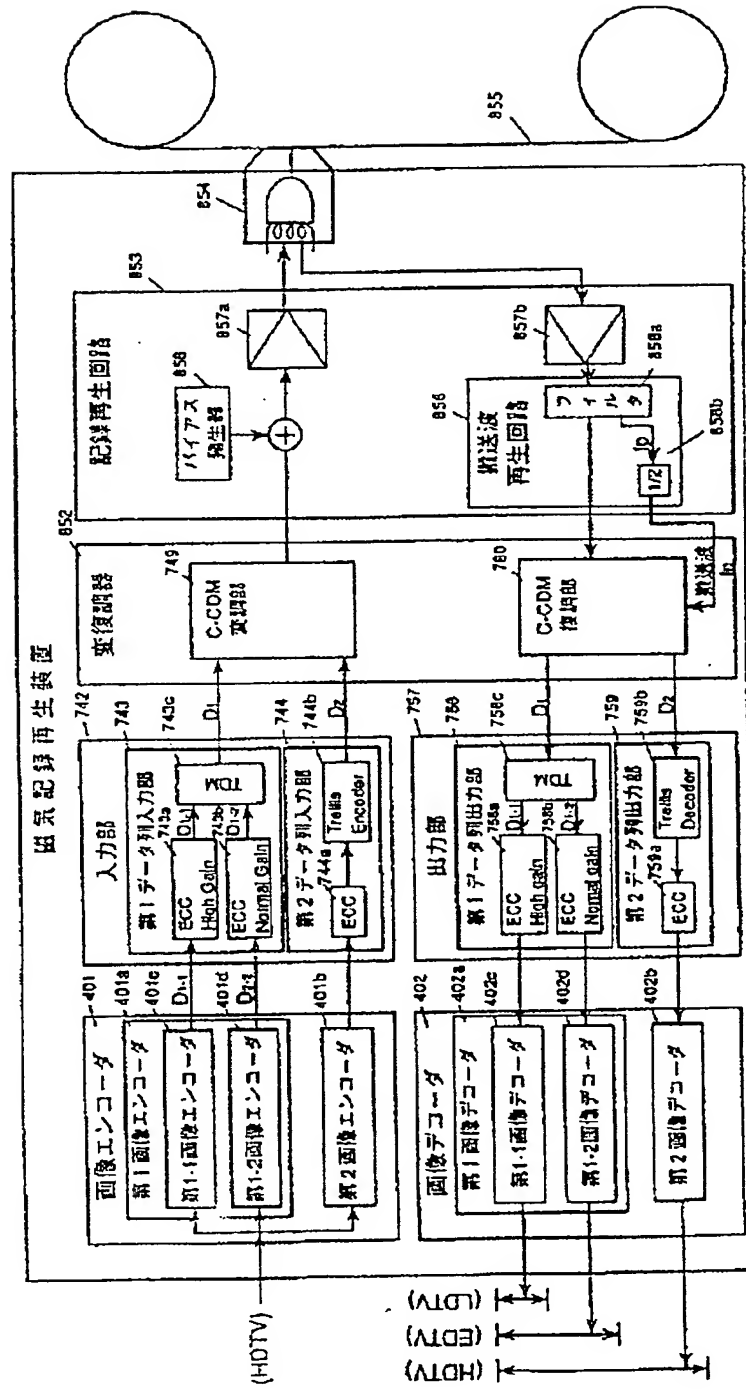 磁気記録再生装置
画像エンコーダ
401
第1画像エンコーダ
401a
第1-1画像エンコーダ
401c
第1-2画像エンコーダ
401d
第2画像エンコーダ
401b
(HDTV)
D1-1
入力部
742
第1データ列入力部
743
ECC
High Gain
743a
D1-1
ECC
Normal Gain
743b
D1-2
TDM
743c
D1
第2データ列入力部
744
ECC
744a
Trellis
Encoder
744b
D2
変復調器
852
C-CDM
変調部
749
記録再生回路
853
バイアス
発生器
858
+
857a
854
855
画像デコーダ
402
第1画像デコーダ
402a
第1-1画像デコーダ
402c
第1-2画像デコーダ
402d
第2画像デコーダ
402b
(LDTV)
(EDTV)
(HDTV)
出力部
757
第1データ列出力部
758
ECC
High gain
758a
D1-1
ECC
Normal gain
758b
D1-2
TDM
758c
D1
第2データ列出力部
759
ECC
759a
Trellis
Decoder
759b
D2
C-CDM
復調部
760
搬送波
搬送波
再生回路
856
フィルタ
858a
1/2
858b
857b